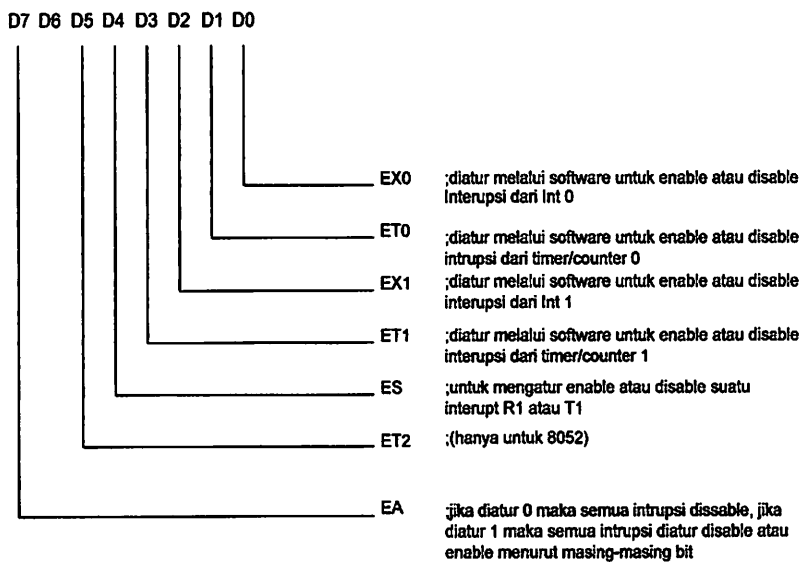 D7 D6 D5 D4 D3 D2 D1 D0
EX0 ;diatur melalui software untuk enable atau disable
Interupsi dari Int 0
ET0 ;diatur melalui software untuk enable atau disable
intrupsi dari timer/counter 0
EX1 ;diatur melalui software untuk enable atau disable
interupsi dari Int 1
ET1 ;diatur melalui software untuk enable atau disable
interupsi dari timer/counter 1
ES ;untuk mengatur enable atau disable suatu
interupt R1 atau T1
ET2 ;(hanya untuk 8052)
EA ;jika diatur 0 maka semua intrupsi dissable, jika
diatur 1 maka semua intrupsi diatur disable atau
enable menurut masing-masing bit